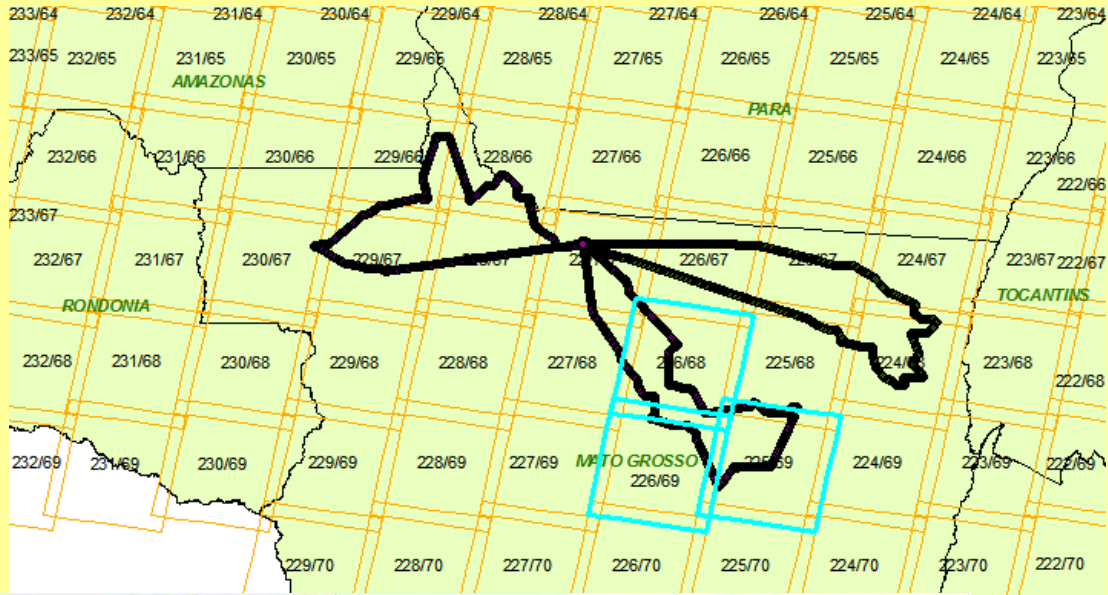 233/64 232/64 231/64 230/64 229/64 228/64 227/64 226/64 225/64 224/64 223/64
233/65 232/65 231/65 230/65 229/65 228/65 227/65 226/65 225/65 224/65 223/65
AMAZONAS
PARA
232/66 231/66 230/66 229/66 228/66 227/66 226/66 225/66 224/66 223/66
222/66
233/67
232/67 231/67 230/67 229/67 226/67 224/67 223/67 222/67
RONDONIA
TOCANTINS
232/68 231/68 230/68 229/68 228/68 227/68 226/68 225/68 224/68 223/68
222/68
232/69 231/69 230/69 229/69 228/69 227/69 MATO GROSSO 225/69 224/69 223/69 222/69
226/69
229/70 228/70 227/70 226/70 225/70 224/70 223/70 222/70